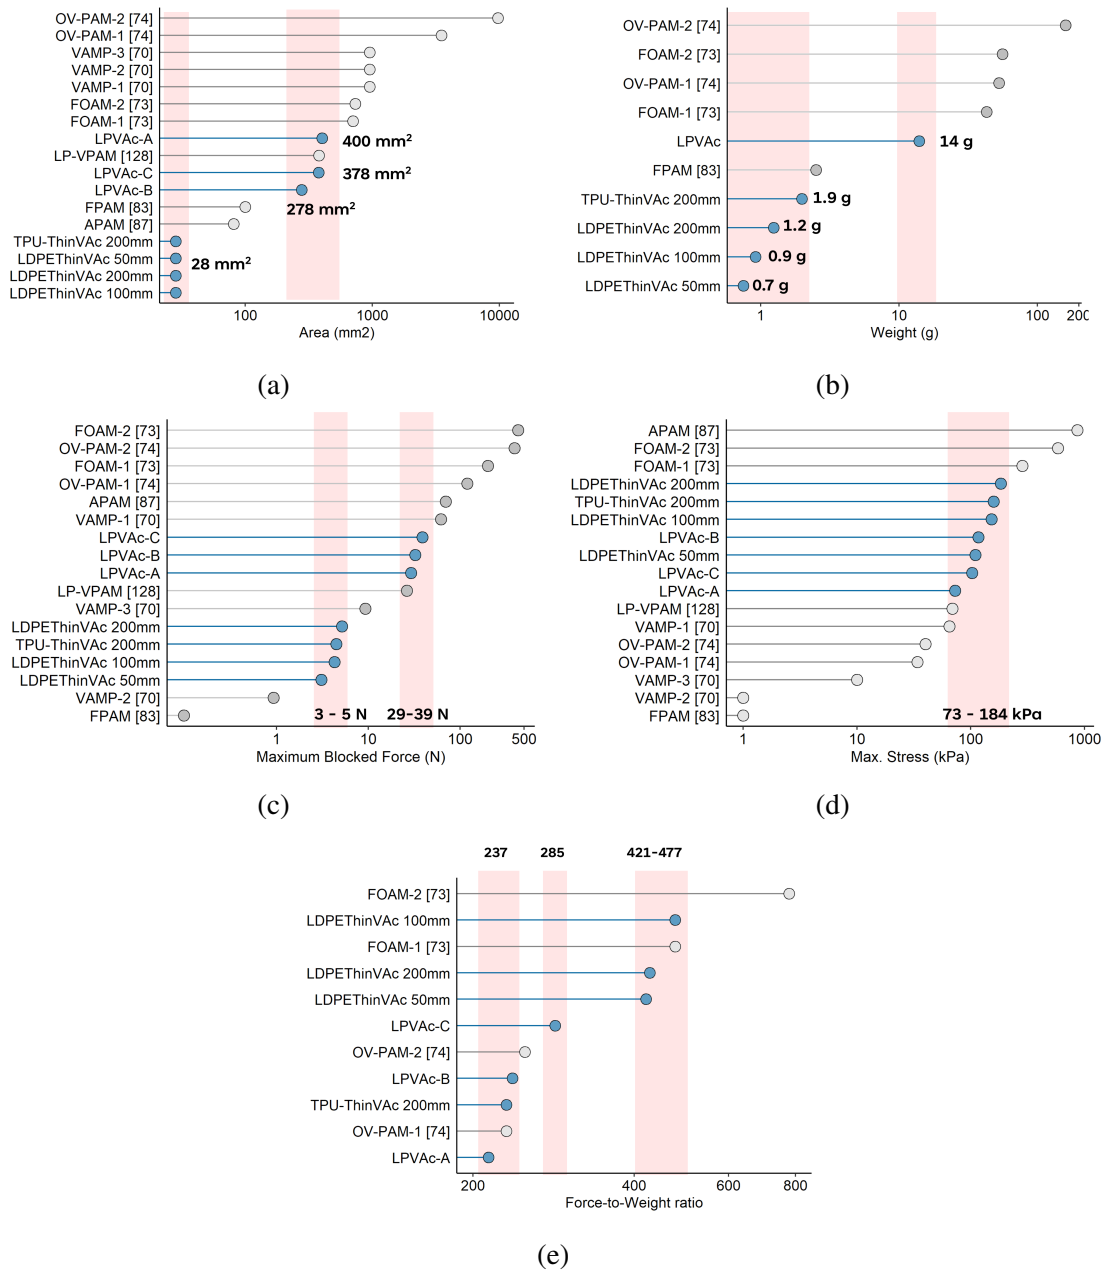 OV-PAM-2 [74]
OV-PAM-1 [74]
VAMP-3 [70]
VAMP-2 [70]
VAMP-1 [70]
FOAM-2 [73]
FOAM-1 [73]
LPVAc-A
400 mm²
LP-VPAM [128]
LPVAc-C
378 mm²
LPVAc-B
FPAM [83]
278 mm²
APAM [87]
TPU-ThinVAc 200mm
LDPEThinVAc 50mm
28 mm²
LDPEThinVAc 200mm
LDPEThinVAc 100mm
100 1000 10000
Area (mm2)
(a)
OV-PAM-2 [74]
FOAM-2 [73]
OV-PAM-1 [74]
FOAM-1 [73]
LPVAc
14 g
FPAM [83]
TPU-ThinVAc 200mm
1.9 g
LDPEThinVAc 200mm
1.2 g
LDPEThinVAc 100mm
0.9 g
LDPEThinVAc 50mm
0.7 g
1 10 100 200
Weight (g)
(b)
FOAM-2 [73]
OV-PAM-2 [74]
FOAM-1 [73]
OV-PAM-1 [74]
APAM [87]
VAMP-1 [70]
LPVAc-C
LPVAc-B
LPVAc-A
LP-VPAM [128]
VAMP-3 [70]
LDPEThinVAc 200mm
TPU-ThinVAc 200mm
LDPEThinVAc 100mm
LDPEThinVAc 50mm
VAMP-2 [70]
FPAM [83]
3 - 5 N 29-39 N
1 10 100 500
Maximum Blocked Force (N)
(c)
APAM [87]
FOAM-2 [73]
FOAM-1 [73]
LDPEThinVAc 200mm
TPU-ThinVAc 200mm
LDPEThinVAc 100mm
LPVAc-B
LDPEThinVAc 50mm
LPVAc-C
LPVAc-A
LP-VPAM [128]
VAMP-1 [70]
OV-PAM-2 [74]
OV-PAM-1 [74]
VAMP-3 [70]
VAMP-2 [70]
FPAM [83]
73 - 184 kPa
1 10 100 1000
Max. Stress (kPa)
(d)
237 285 421-477
FOAM-2 [73]
LDPEThinVAc 100mm
FOAM-1 [73]
LDPEThinVAc 200mm
LDPEThinVAc 50mm
LPVAc-C
OV-PAM-2 [74]
LPVAc-B
TPU-ThinVAc 200mm
OV-PAM-1 [74]
LPVAc-A
200 400 600 800
Force-to-Weight ratio
(e)